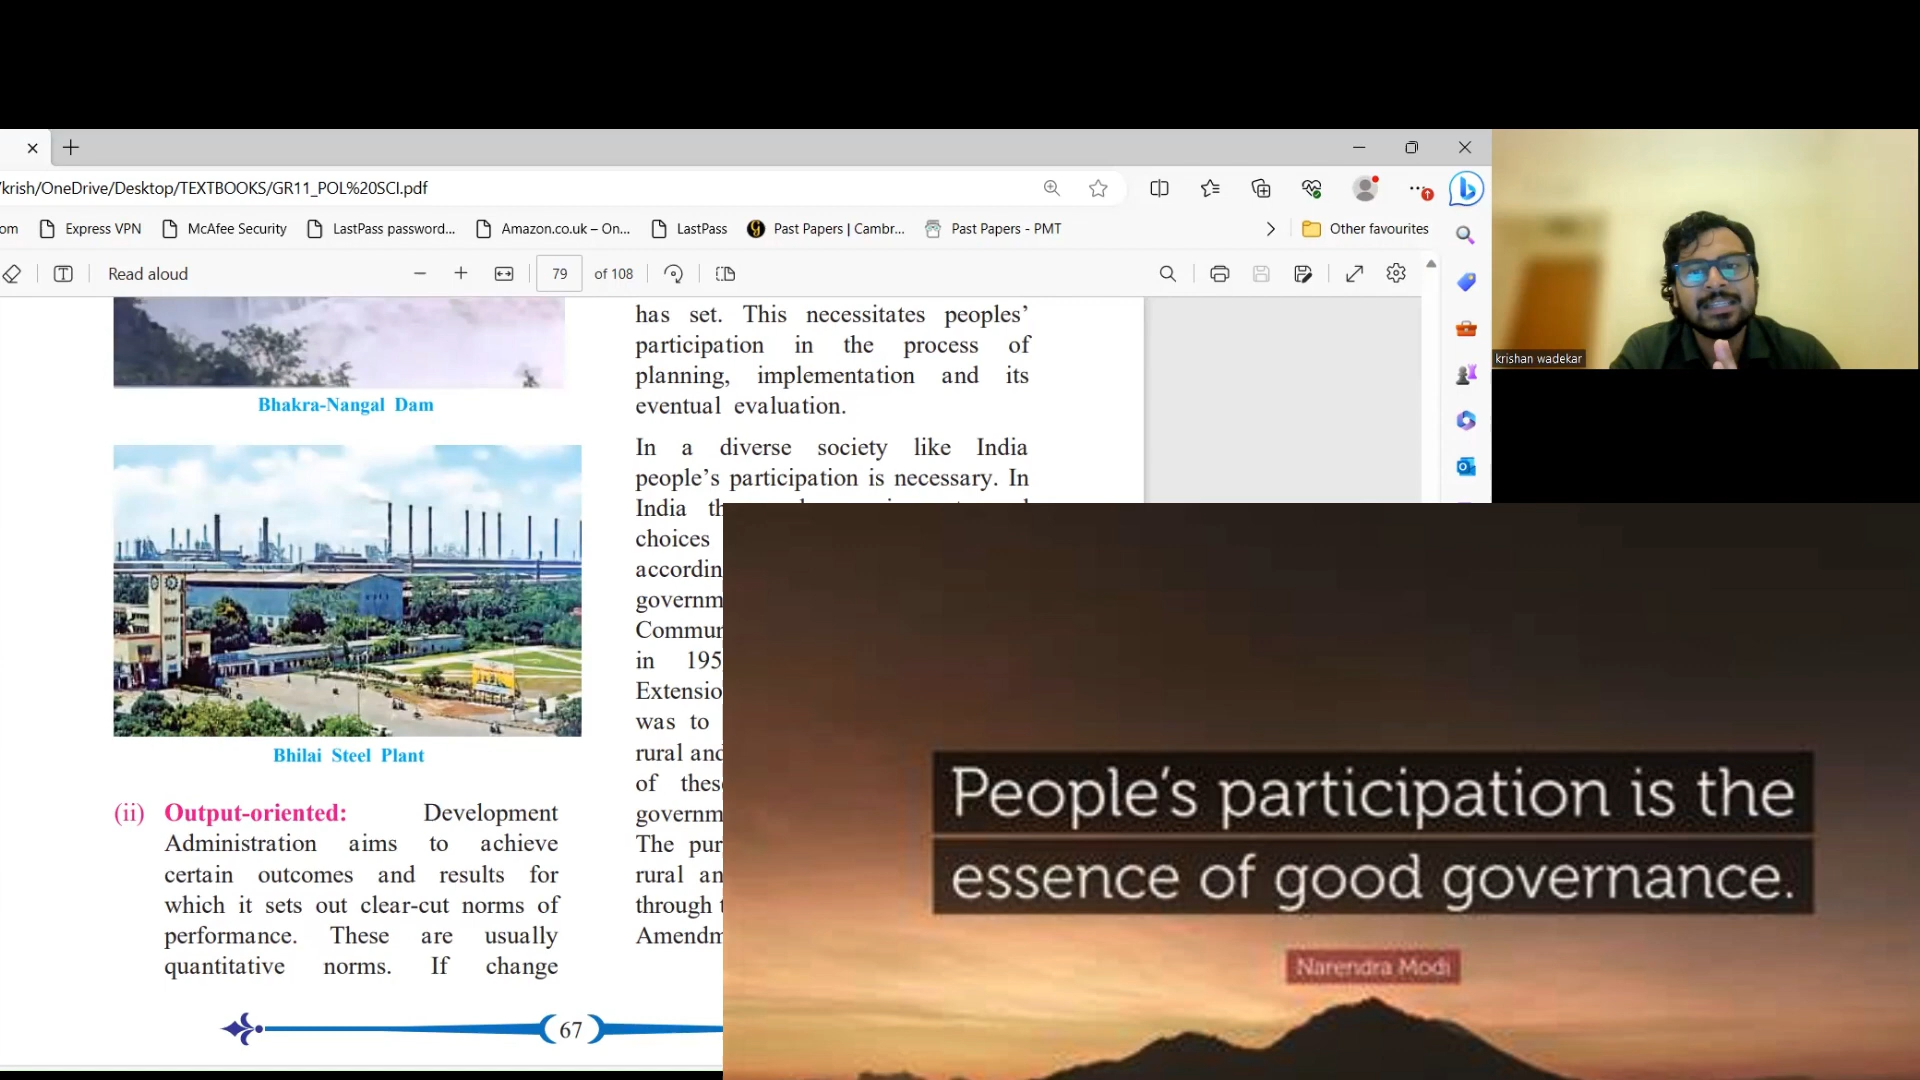 /krish/OneDrive/Desktop/TEXTBOOKS/GR11_POL%20SCI.pdf
om
Express VPN
McAfee Security
LastPass password...
Amazon.co.uk – On...
LastPass
Past Papers | Cambr...
Past Papers - PMT
Other favourites
Read aloud
79
of 108
krishan wadekar
Bhakra-Nangal Dam
Bhilai Steel Plant
(ii) Output-oriented: Development
Administration aims to achieve
certain outcomes and results for
which it sets out clear-cut norms of
performance. These are usually
quantitative norms. If change
has set. This necessitates peoples’
participation in the process of
planning, implementation and its
eventual evaluation.
In a diverse society like India
people’s participation is necessary. In
India th
choices
accordin
governm
Commun
in 195
Extensio
was to
rural and
of these
governm
The pur
rural an
through t
Amendm
67
People’s participation is the
essence of good governance.
Narendra Modi